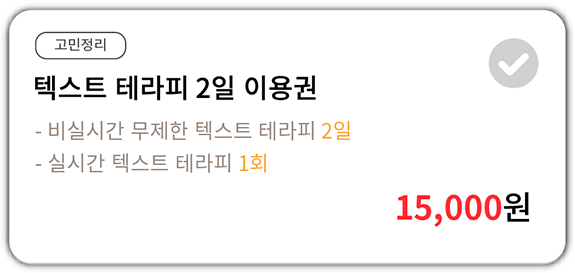 고민정리
텍스트 테라피 2일 이용권
- 비실시간 무제한 텍스트 테라피 2일
- 실시간 텍스트 테라피 1회
15,000원